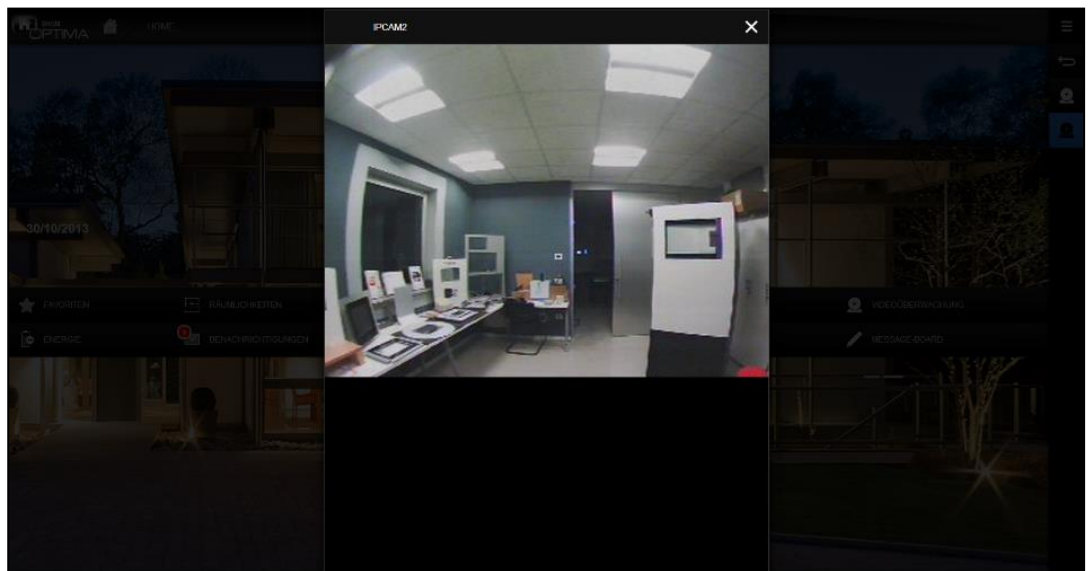 IPCAM2
OPTIMA
HOME
30/10/2013
FAVORITEN
RÄUMLICHKEITEN
VIDEOÜBERWACHUNG
ENERGIE
BENACHRICHTIGUNGEN
MESSAGE-BOARD